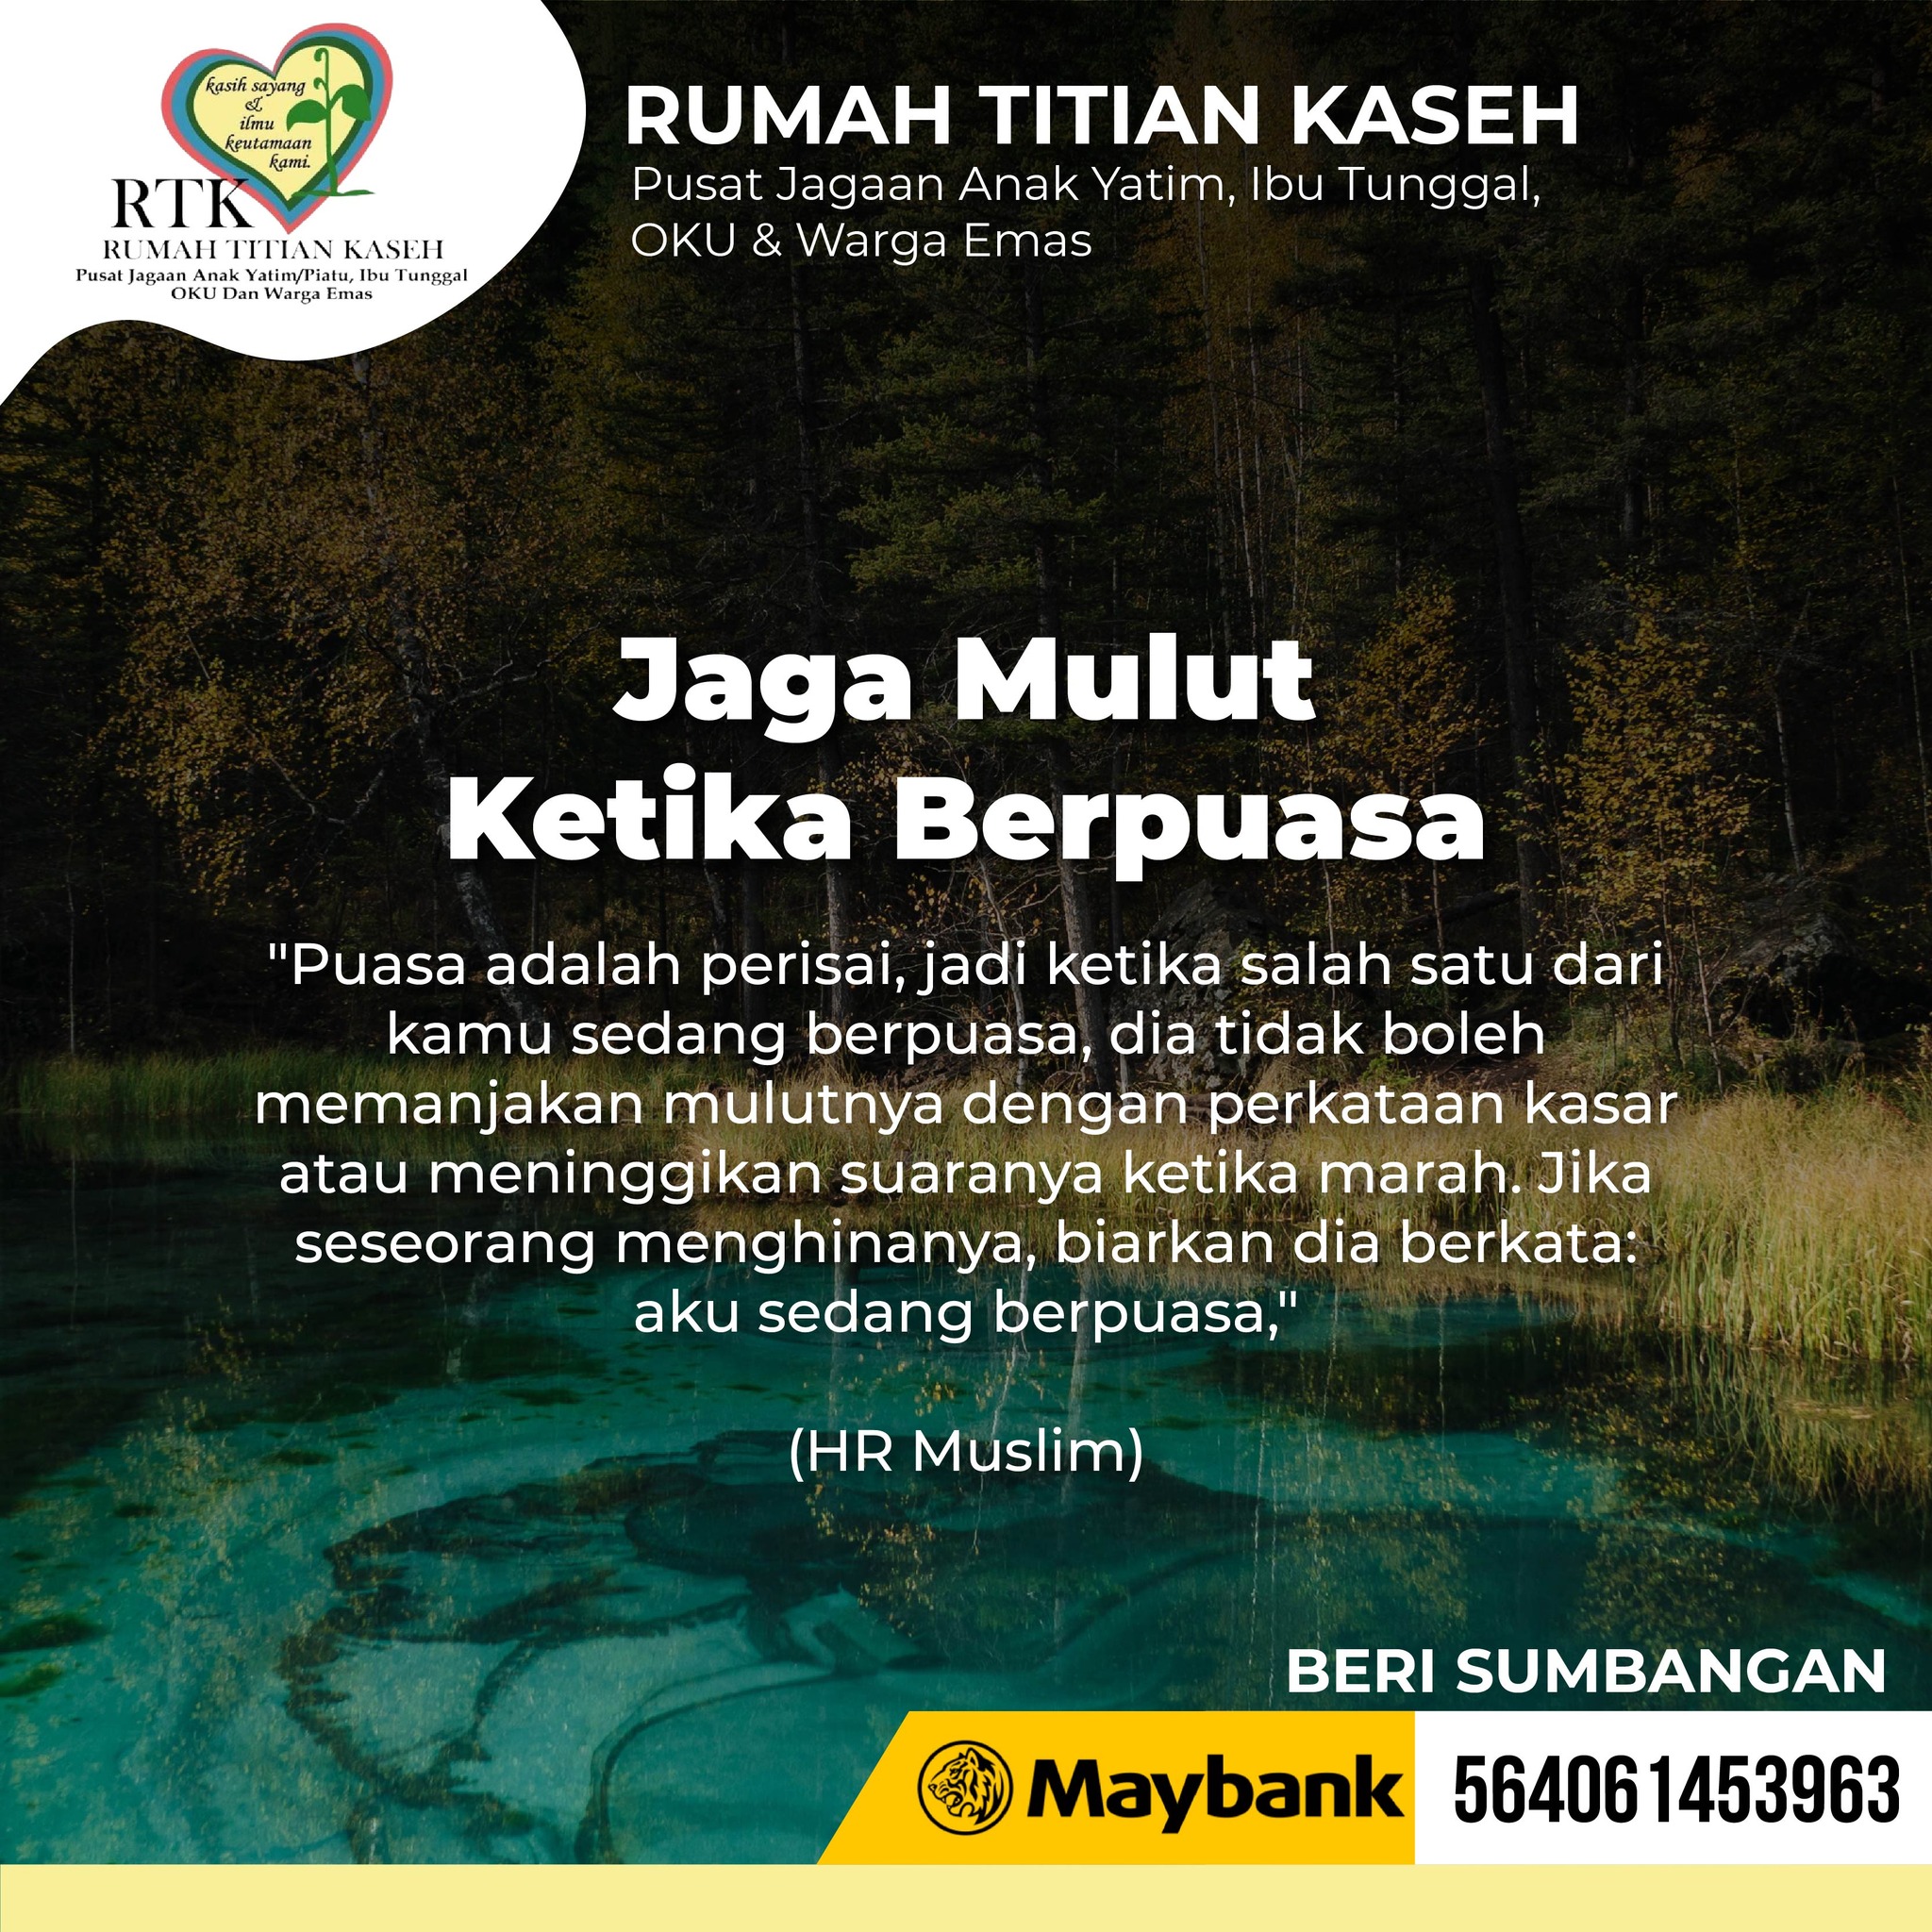 kasih sayang
&
ilmu
keutamaan
kami.
RTK
RUMAH TITIAN KASEH
Pusat Jagaan Anak Yatim/Piatu, Ibu Tunggal
OKU Dan Warga Emas
RUMAH TITIAN KASEH
Pusat Jagaan Anak Yatim, Ibu Tunggal,
OKU & Warga Emas
Jaga Mulut
Ketika Berpuasa
"Puasa adalah perisai, jadi ketika salah satu dari
kamu sedang berpuasa, dia tidak boleh
memanjakan mulutnya dengan perkataan kasar
atau meninggikan suaranya ketika marah. Jika
seseorang menghinanya, biarkan dia berkata:
aku sedang berpuasa,"
(HR Muslim)
BERI SUMBANGAN
Maybank 564061453963